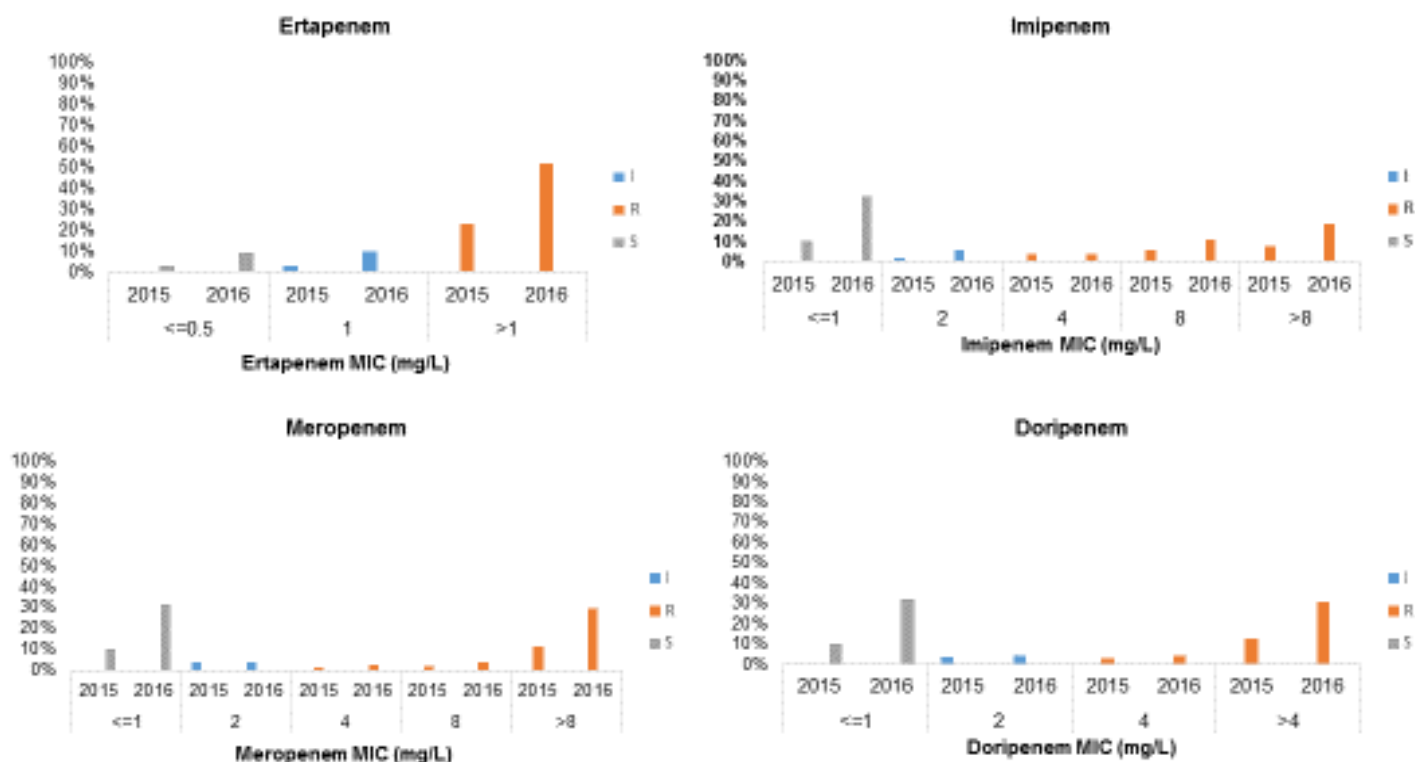 Ertapenem
100%
90%
80%
70%
60%
50%
40%
30%
20%
10%
0%
2015 2016 2015 2016 2015 2016
<=0.5 1 >1
Ertapenem MIC (mg/L)
I
R
S
Imipenem
100%
90%
80%
70%
60%
50%
40%
30%
20%
10%
0%
2015 2016 2015 2016 2015 2016 2015 2016 2015 2016
<=1 2 4 8 >8
Imipenem MIC (mg/L)
I
R
S
Meropenem
100%
90%
80%
70%
60%
50%
40%
30%
20%
10%
0%
2015 2016 2015 2016 2015 2016 2015 2016 2015 2016
<=1 2 4 8 >8
Meropenem MIC (mg/L)
I
R
S
Doripenem
100%
90%
80%
70%
60%
50%
40%
30%
20%
10%
0%
2015 2016 2015 2016 2015 2016 2015 2016
<=1 2 4 >4
Doripenem MIC (mg/L)
I
R
S